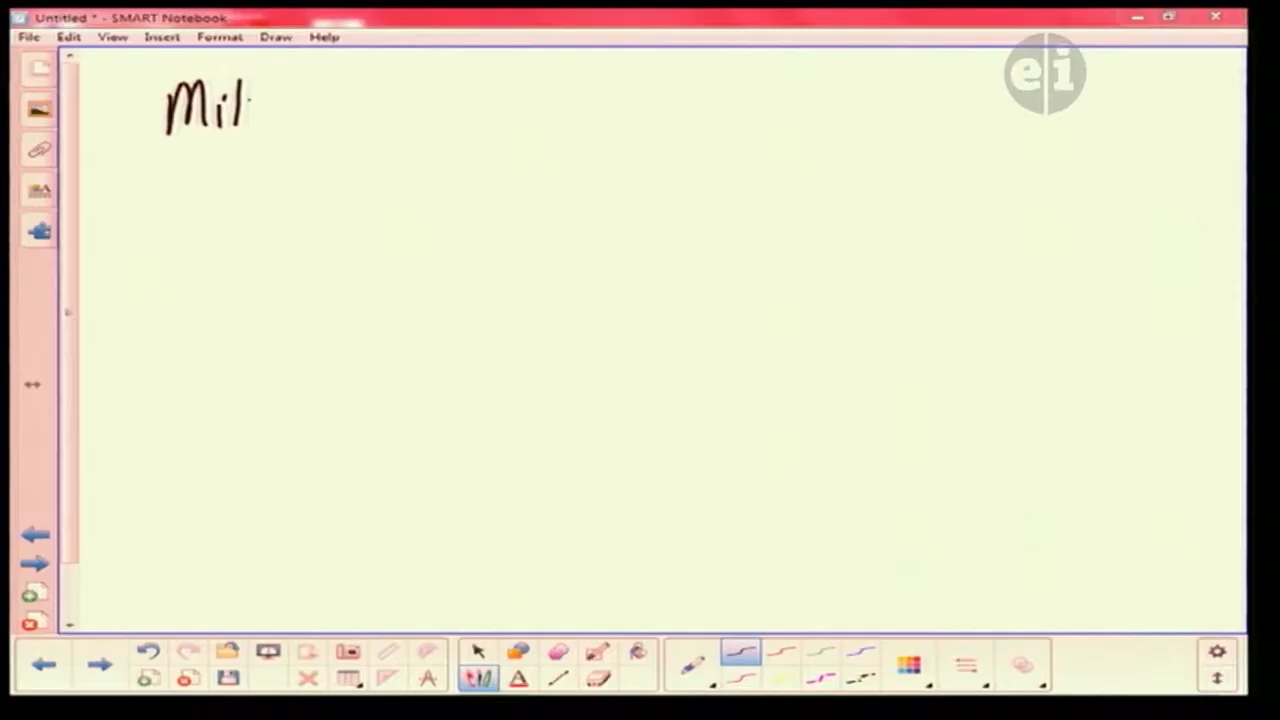 Untitled * - SMART Notebook
File Edit View Insert Format Draw Help
e i
Mil